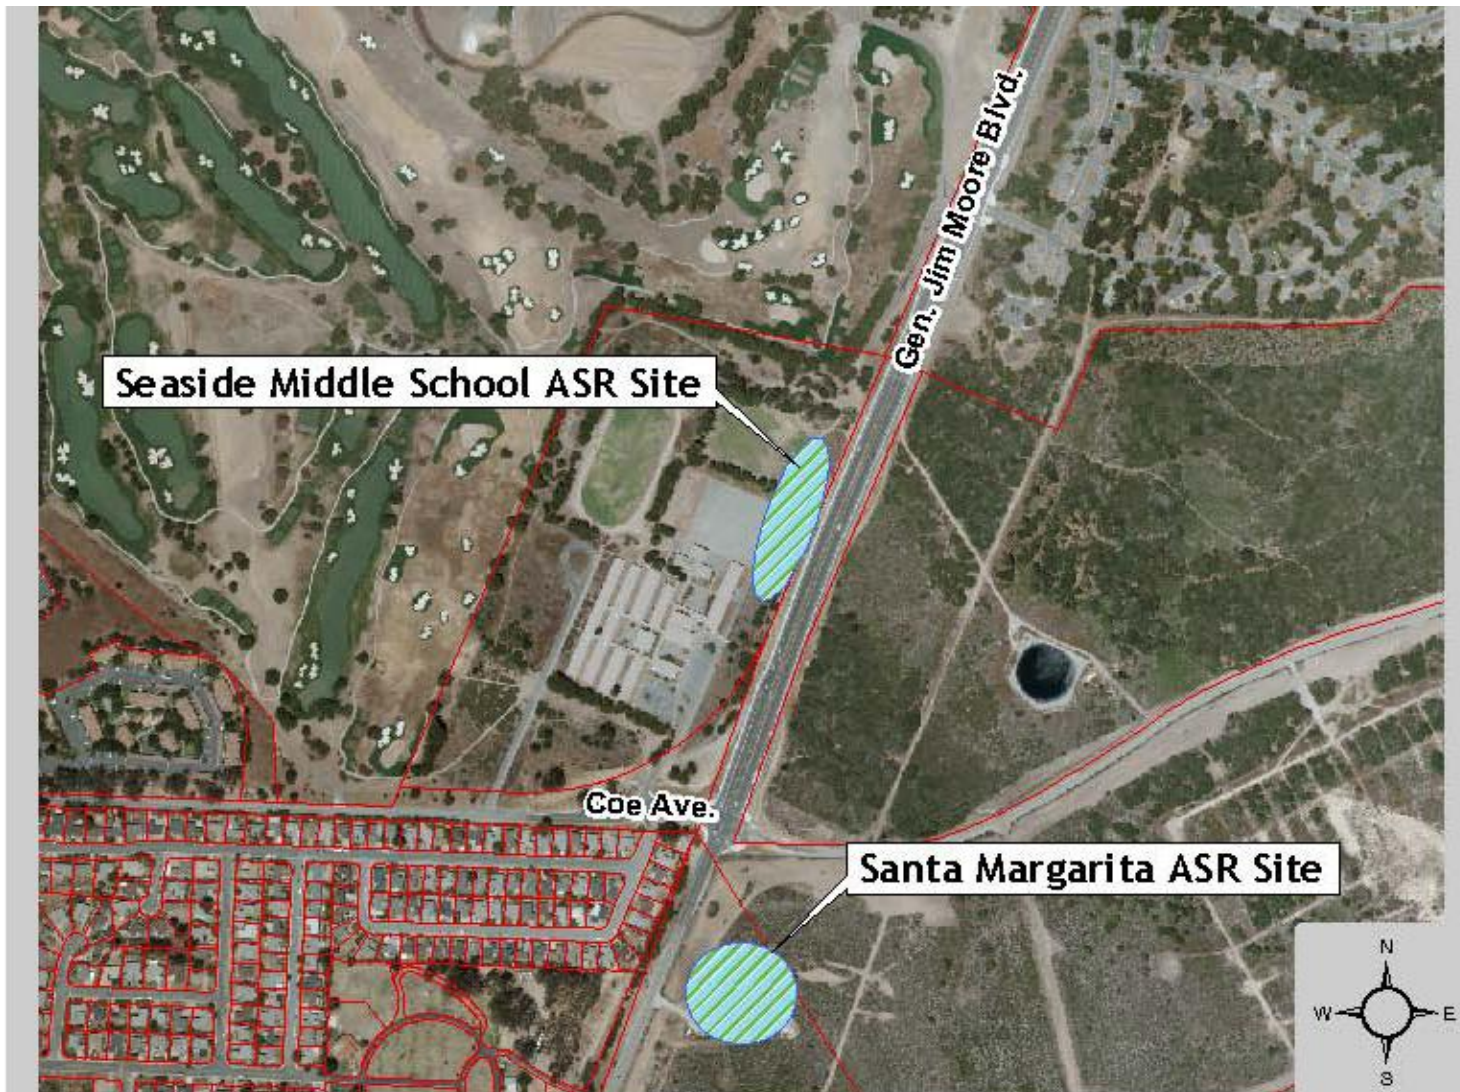 Gen. Jim Moore Blvd.
Seaside Middle School ASR Site
Coe Ave.
Santa Margarita ASR Site
N
W
E
S